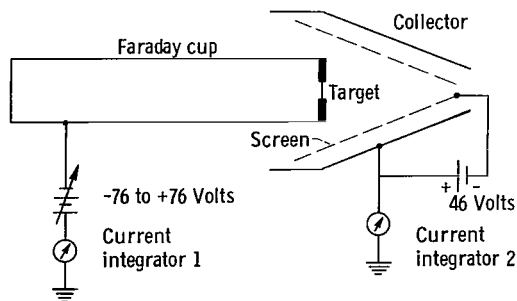 Collector
Faraday cup
Target
Screen
-76 to +76 Volts
+ -
46 Volts
Current
integrator 1
Current
integrator 2